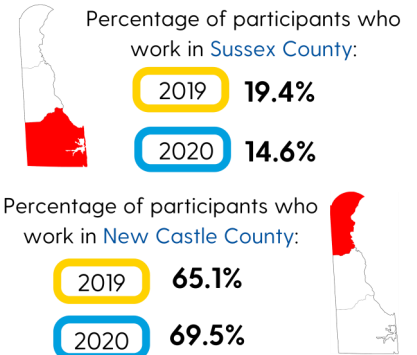 Percentage of participants who
work in Sussex County:
2019 19.4%
2020 14.6%
Percentage of participants who
work in New Castle County:
2019 65.1%
2020 69.5%